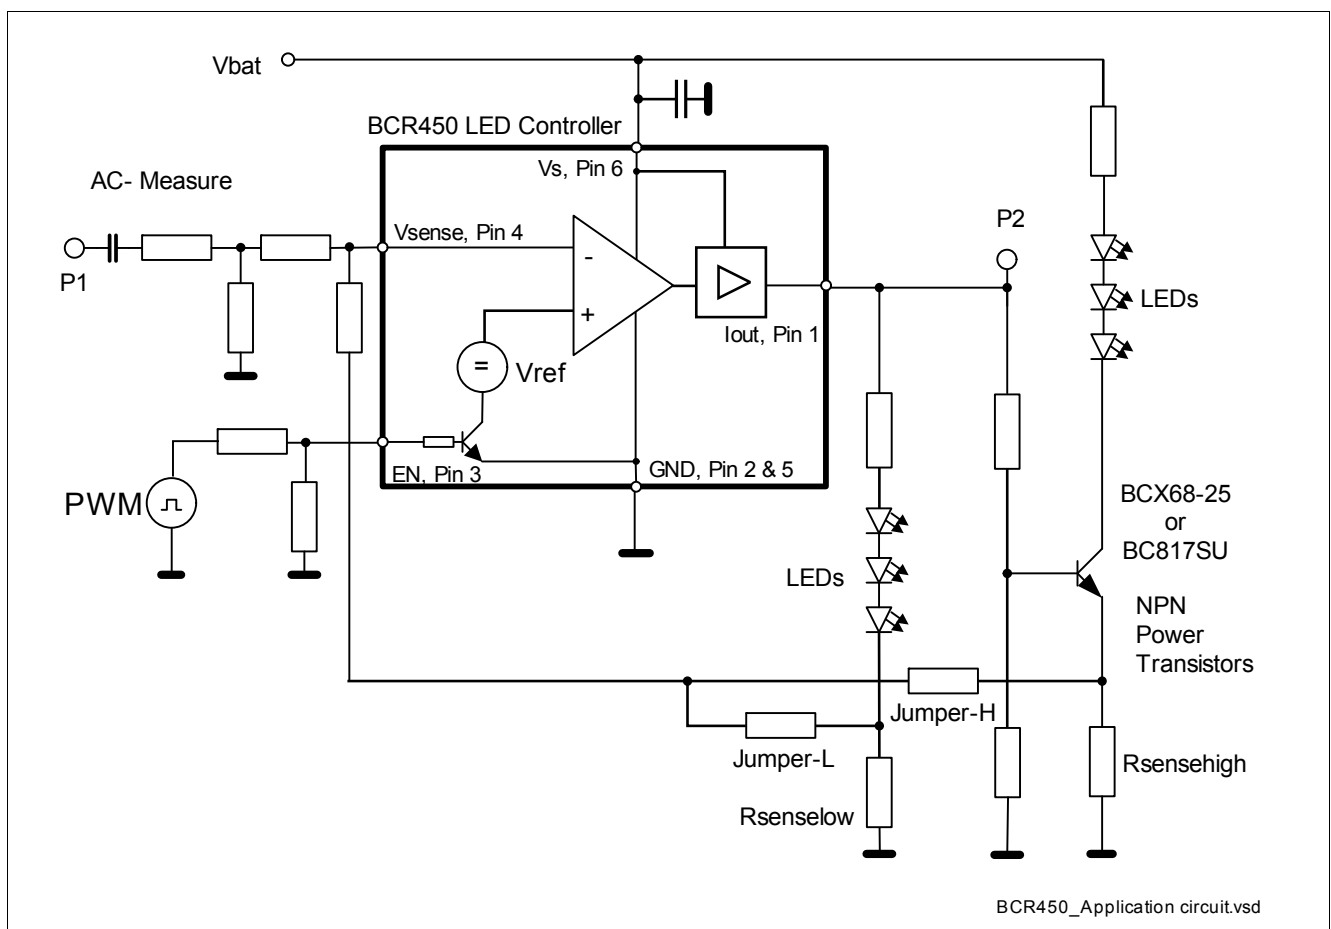 Vbat
BCR450 LED Controller
Vs, Pin 6
AC- Measure
P2
Vsense, Pin 4
P1
-
LEDs
+
Iout, Pin 1
=
Vref
EN, Pin 3
GND, Pin 2 & 5
PWM
BCX68-25
or
BC817SU
LEDs
NPN
Power
Transistors
Jumper-H
Jumper-L
Rsensehigh
Rsenselow
BCR450_Application circuit.vsd